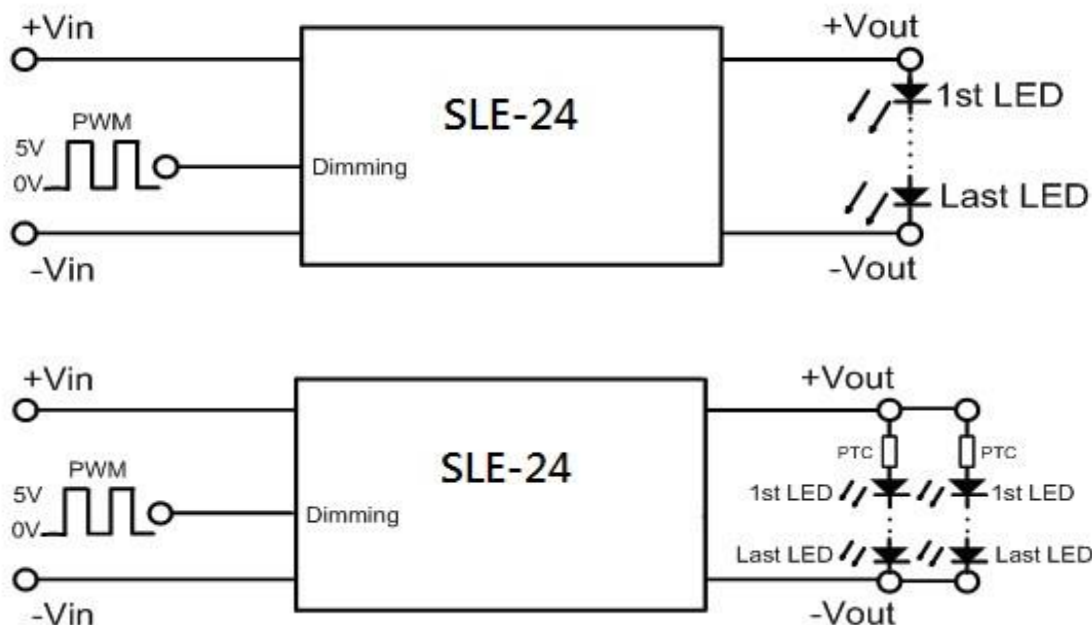 +Vin
+Vout
SLE-24
1st LED
PWM
5V
0V
Dimming
Last LED
-Vin
-Vout
+Vin
+Vout
PTC
PTC
SLE-24
PWM
1st LED
1st LED
5V
0V
Dimming
Last LED
Last LED
-Vin
-Vout